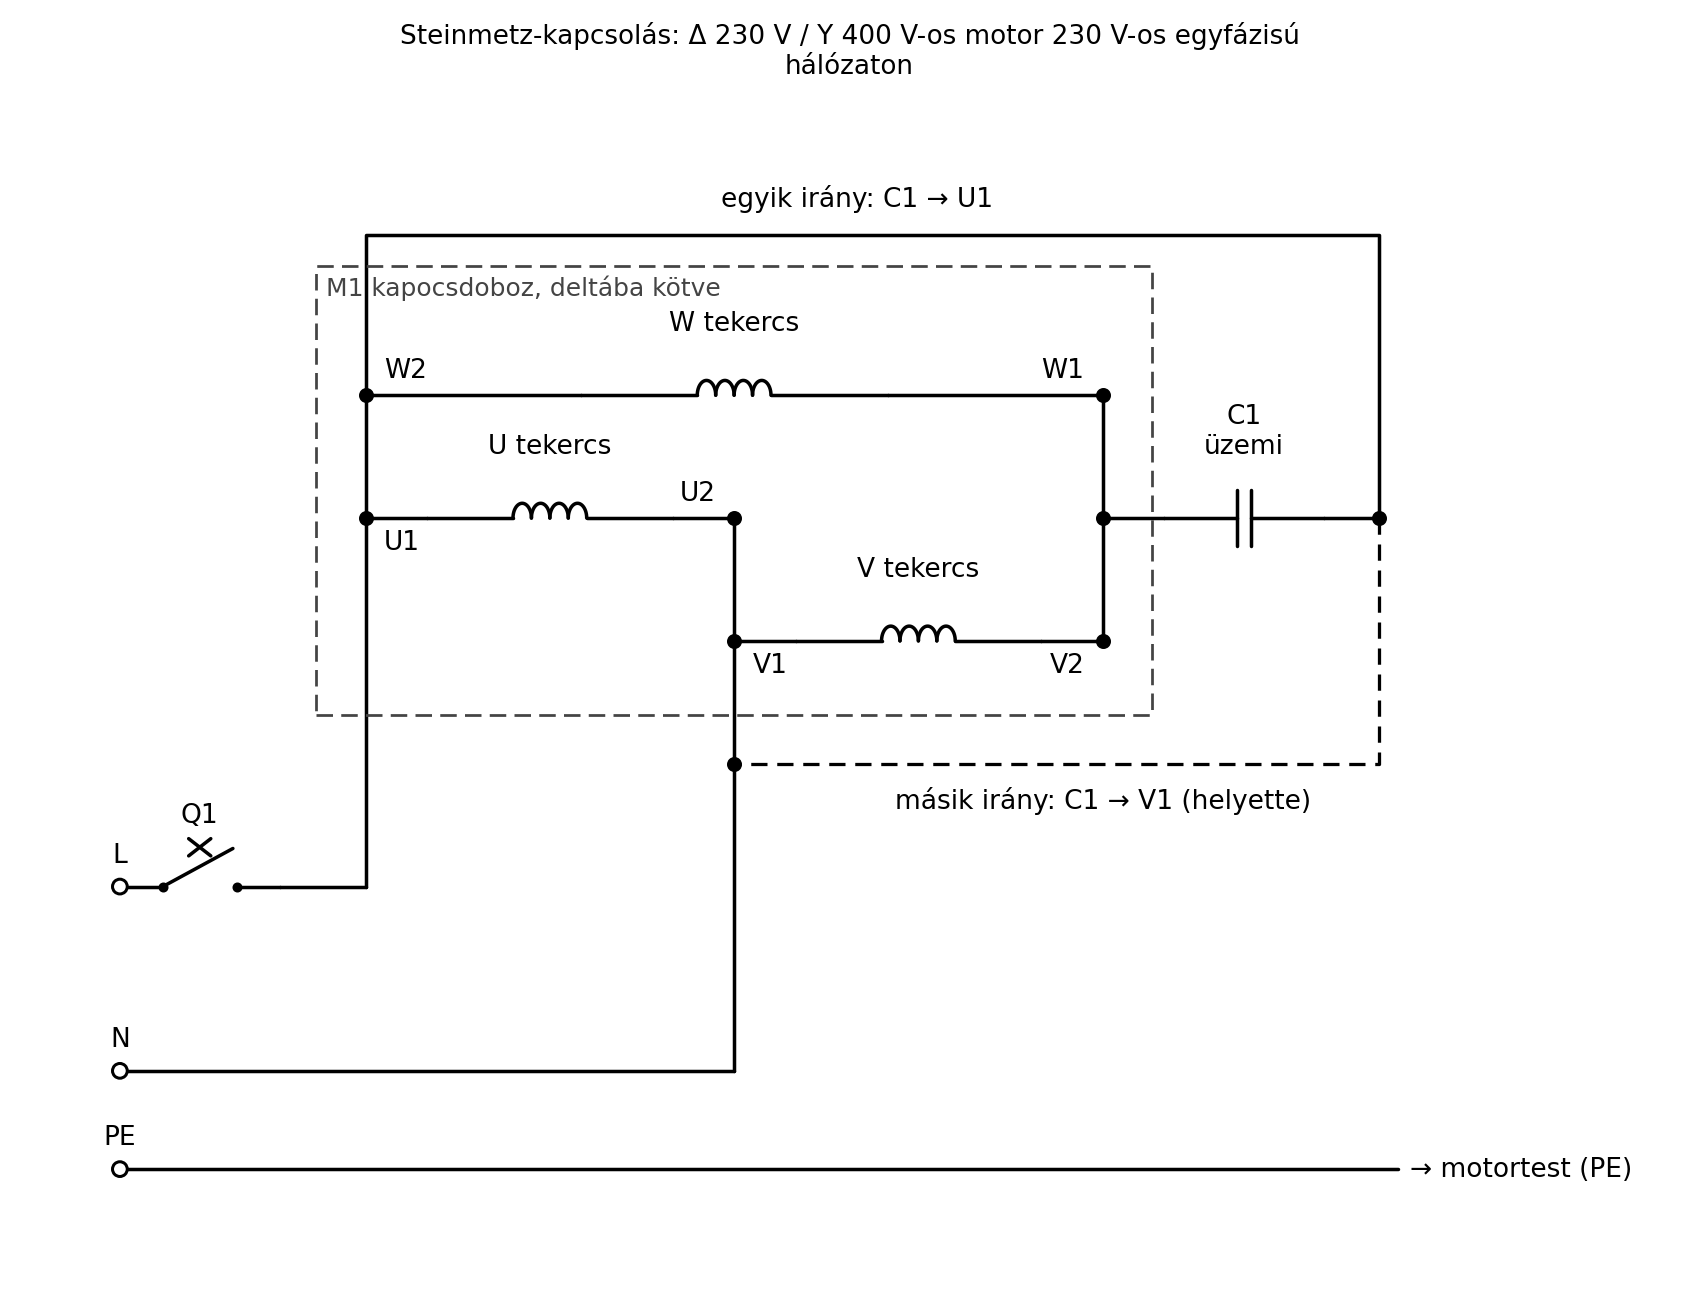 Steinmetz-kapcsolás: Δ 230 V / Y 400 V-os motor 230 V-os egyfázisú
hálózaton
egyik irány: C1 → U1
M1 kapocsdoboz, deltába kötve
W tekercs
W2
W1
C1
üzemi
U tekercs
U2
U1
V tekercs
V1
V2
másik irány: C1 → V1 (helyette)
Q1
L
N
PE
→ motortest (PE)